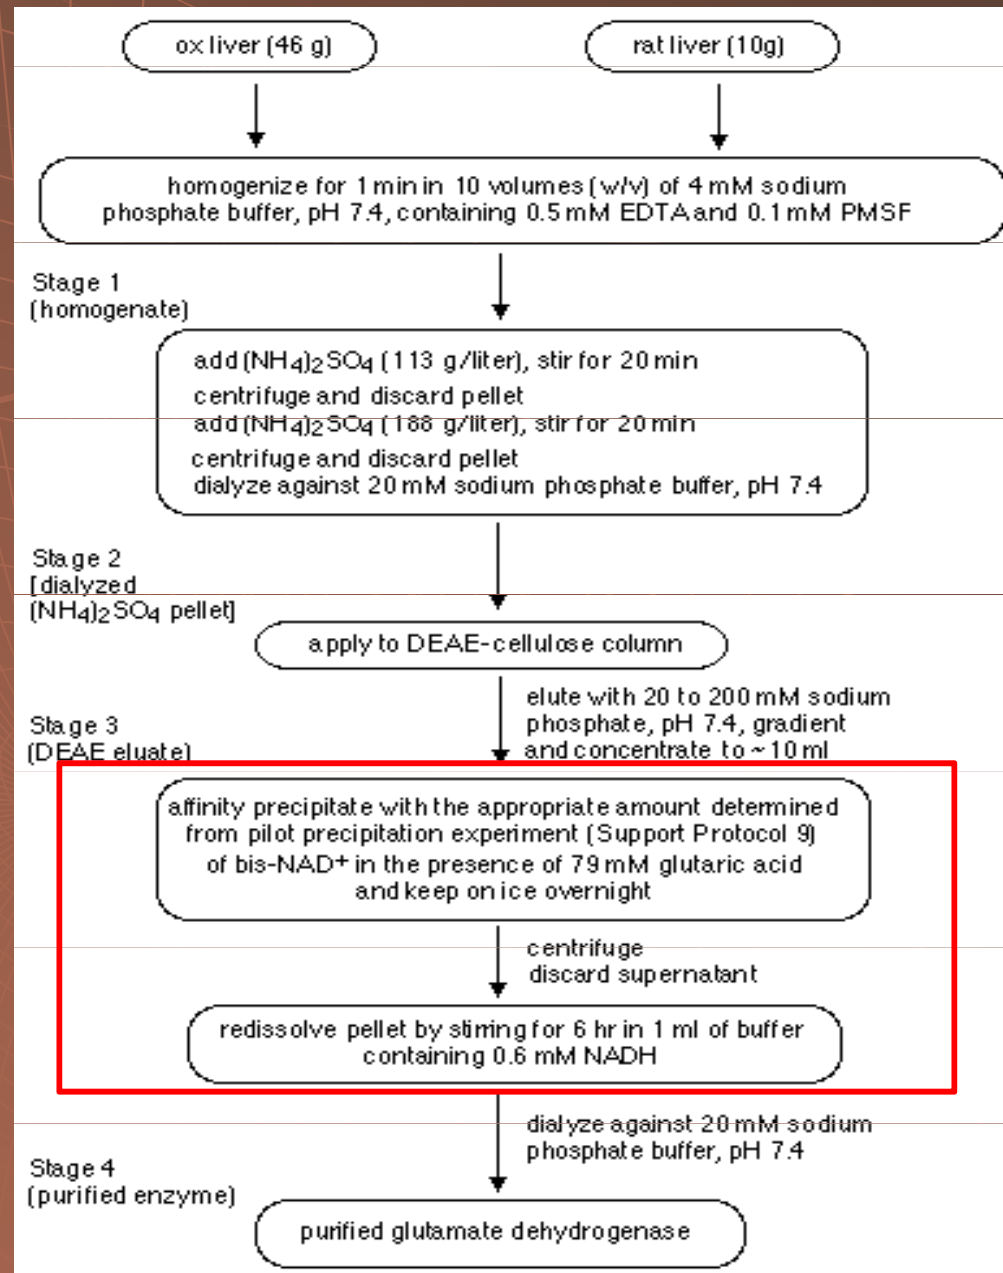 ox liver (46 g)
rat liver (10g)
homogenize for 1 min in 10 volumes (w/v) of 4 mM sodium
phosphate buffer, pH 7.4, containing 0.5 mM EDTA and 0.1 mM PMSF
Stage 1
(homogenate)
add (NH4)2SO4 (113 g/liter), stir for 20 min
centrifuge and discard pellet
add (NH4)2SO4 (188 g/liter), stir for 20 min
centrifuge and discard pellet
dialyze against 20 mM sodium phosphate buffer, pH 7.4
Stage 2
[dialyzed
(NH4)2SO4 pellet]
apply to DEAE-cellulose column
elute with 20 to 200 mM sodium
phosphate, pH 7.4, gradient
and concentrate to ~ 10 ml
Stage 3
(DEAE eluate)
affinity precipitate with the appropriate amount determined
from pilot precipitation experiment (Support Protocol 9)
of bis-NAD+ in the presence of 79 mM glutaric acid
and keep on ice overnight
centrifuge
discard supernatant
redissolve pellet by stirring for 6 hr in 1 ml of buffer
containing 0.6 mM NADH
dialyze against 20 mM sodium
phosphate buffer, pH 7.4
Stage 4
(purified enzyme)
purified glutamate dehydrogenase